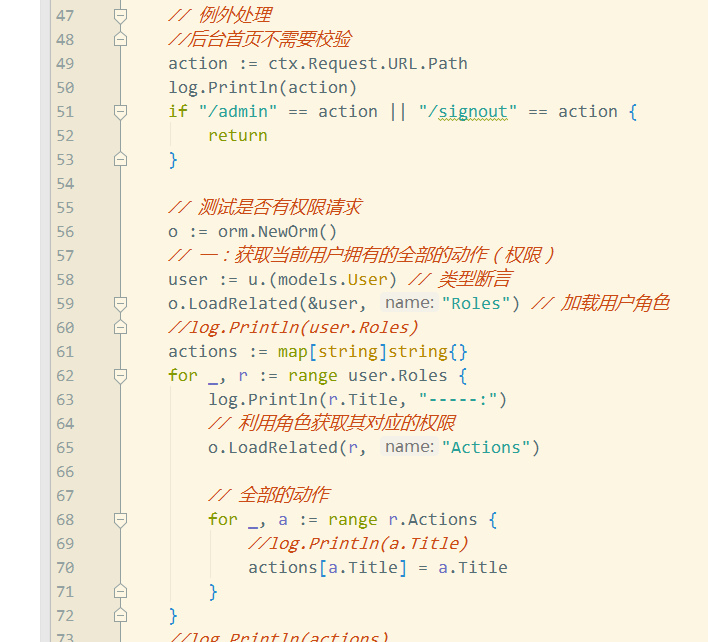 47 // 例外处理
48 //后台首页不需要校验
49 action := ctx.Request.URL.Path
50 log.Println(action)
51 if "/admin" == action || "/signout" == action {
52 return
53 }
54
55 // 测试是否有权限请求
56 o := orm.NewOrm()
57 // 一：获取当前用户拥有的全部的动作（权限）
58 user := u.(models.User) // 类型断言
59 o.LoadRelated(&user, name: "Roles") // 加载用户角色
60 //log.Println(user.Roles)
61 actions := map[string]string{}
62 for _, r := range user.Roles {
63 log.Println(r.Title, "-----:")
64 // 利用角色获取其对应的权限
65 o.LoadRelated(r, name: "Actions")
66
67 // 全部的动作
68 for _, a := range r.Actions {
69 //log.Println(a.Title)
70 actions[a.Title] = a.Title
71 }
72 }
73 //log.Println(actions)